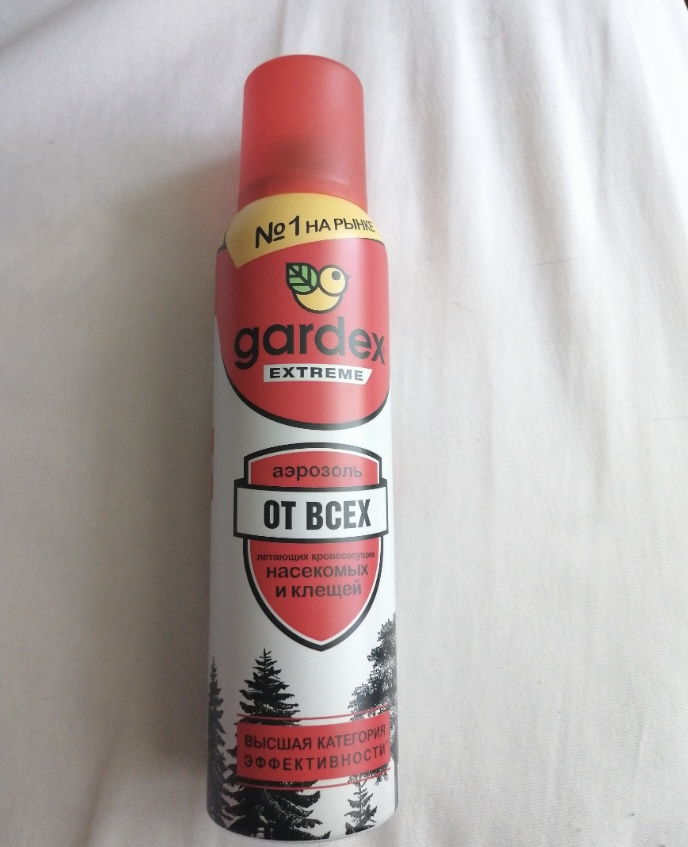 №1 НА РЫНКЕ
gardex
EXTREME
аэрозоль
ОТ ВСЕХ
летающих кровососущих
насекомых
и клещей
ВЫСШАЯ КАТЕГОРИЯ
ЭФФЕКТИВНОСТИ